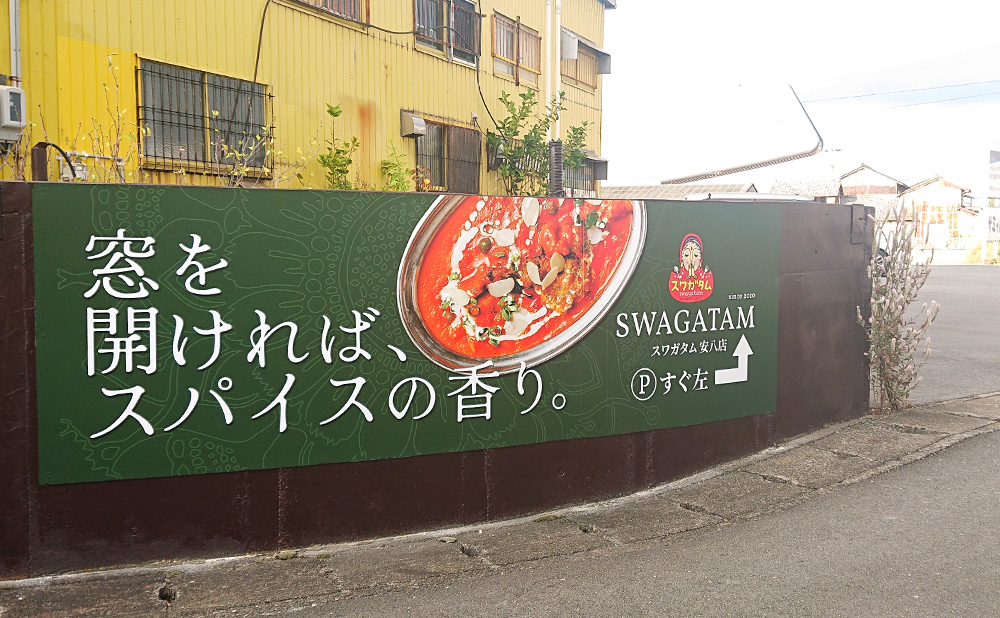 窓を
開ければ、
スパイスの香り。
スワガタム
swagatam
since 2010
SWAGATAM
スワガタム 安八店
P すぐ左